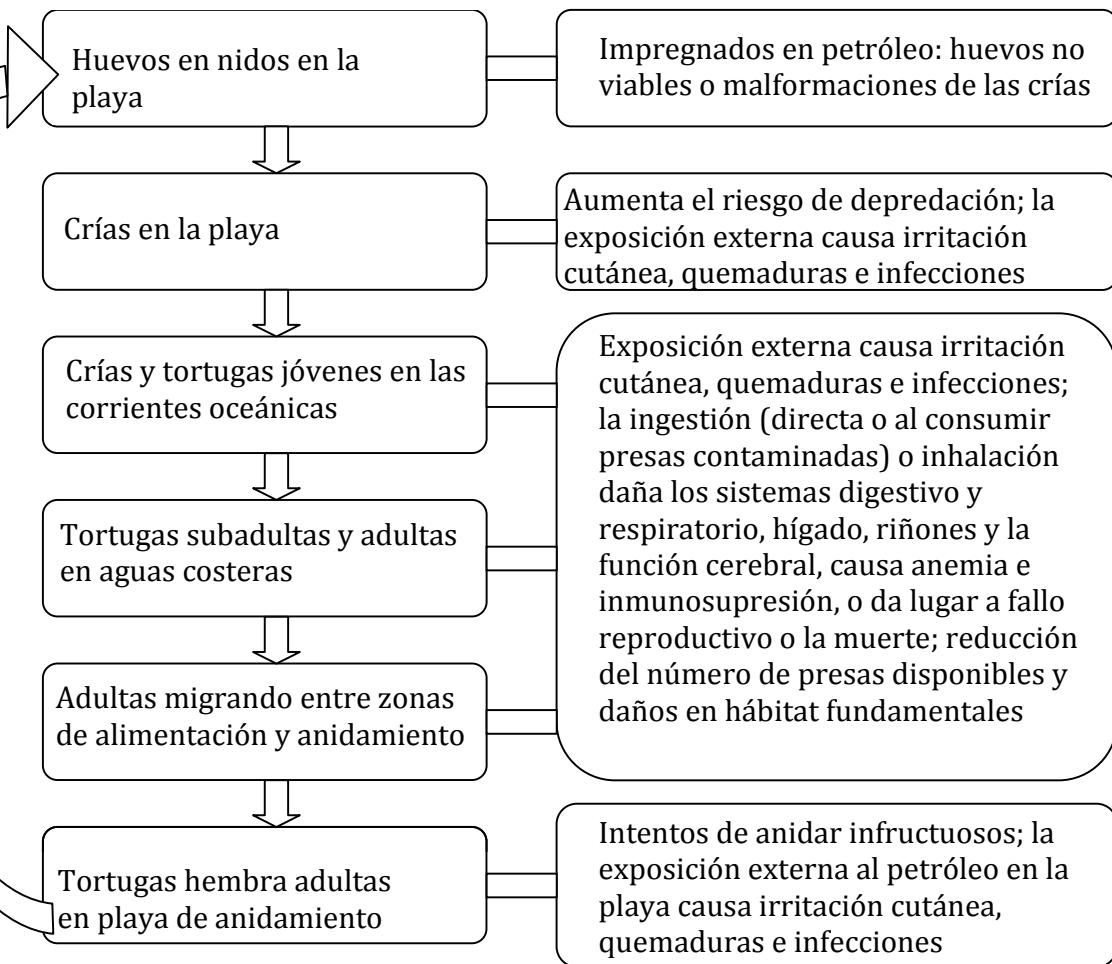 Huevos en nidos en la
playa
Impregnados en petróleo: huevos no
viables o malformaciones de las crías
Crías en la playa
Aumenta el riesgo de depredación; la
exposición externa causa irritación
cutánea, quemaduras e infecciones
Crías y tortugas jóvenes en las
corrientes oceánicas
Tortugas subadultas y adultas
en aguas costeras
Adultas migrando entre zonas
de alimentación y anidamiento
Exposición externa causa irritación
cutánea, quemaduras e infecciones;
la ingestión (directa o al consumir
presas contaminadas) o inhalación
daña los sistemas digestivo y
respiratorio, hígado, riñones y la
función cerebral, causa anemia e
inmunosupresión, o da lugar a fallo
reproductivo o la muerte; reducción
del número de presas disponibles y
daños en hábitat fundamentales
Tortugas hembra adultas
en playa de anidamiento
Intentos de anidar infructuosos; la
exposición externa al petróleo en la
playa causa irritación cutánea,
quemaduras e infecciones